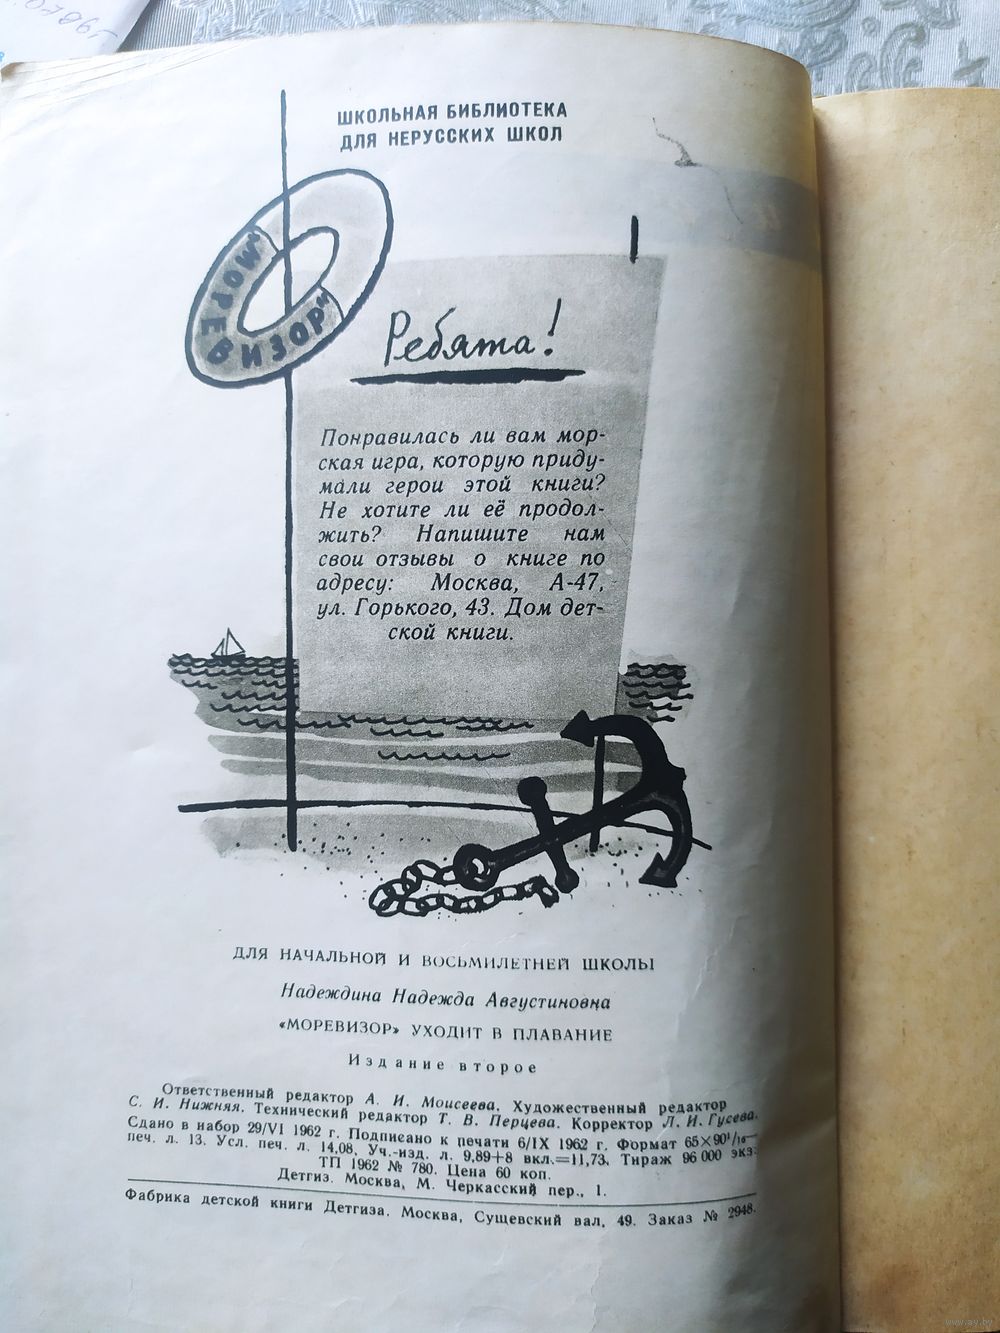 ШКОЛЬНАЯ БИБЛИОТЕКА
ДЛЯ НЕРУССКИХ ШКОЛ
"МОРЕВИЗОР"
Ребята!
Понравилась ли вам мор-
ская игра, которую приду-
мали герои этой книги?
Не хотите ли её продол-
жить? Напишите нам
свои отзывы о книге по
адресу: Москва, А-47,
ул. Горького, 43. Дом дет-
ской книги.
ДЛЯ НАЧАЛЬНОЙ И ВОСЬМИЛЕТНЕЙ ШКОЛЫ
Надеждина Надежда Августиновна
«МОРЕВИЗОР» УХОДИТ В ПЛАВАНИЕ
Издание второе
Ответственный редактор А. И. Моисеева. Художественный редактор
С. И. Нижняя. Технический редактор Т. В. Перцева. Корректор Л. И. Гусева.
Сдано в набор 29/VI 1962 г. Подписано к печати 6/IX 1962 г. Формат 65×90¹/₁₆—
печ. л. 13. Усл. печ. л. 14,08. Уч.-изд. л. 9,89+8 вкл.=11,73. Тираж 96 000 экз.
ТП 1962 № 780. Цена 60 коп.
Детгиз. Москва, М. Черкасский пер., 1.
Фабрика детской книги Детгиза. Москва, Сущевский вал, 49. Заказ № 2948.
www.ay.by